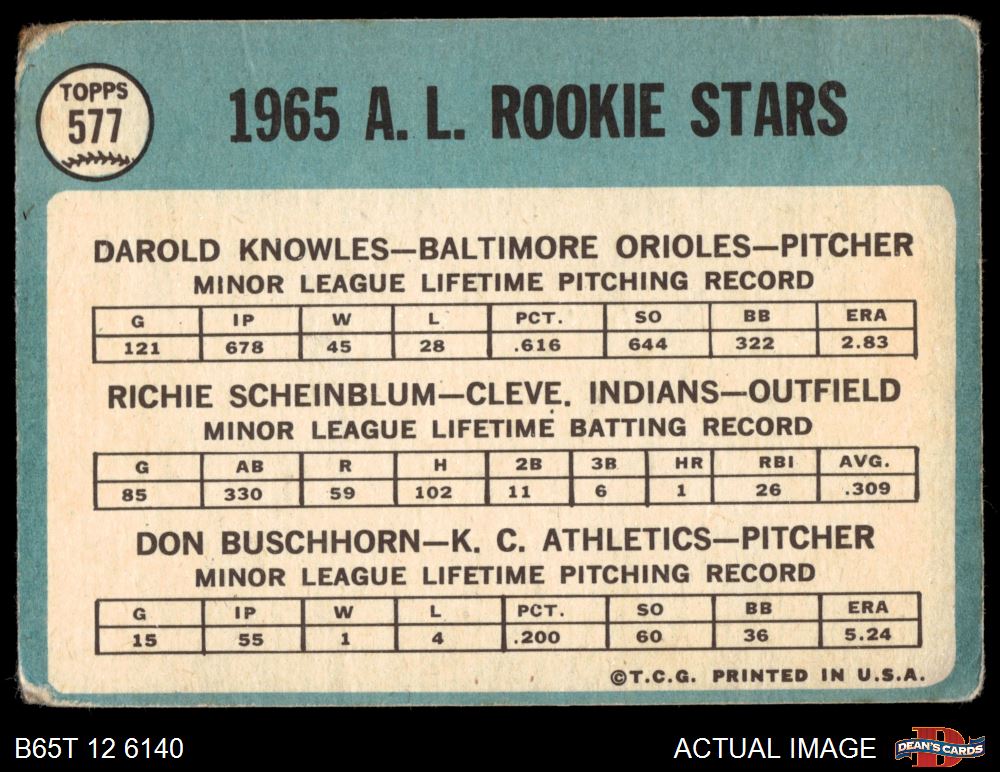 TOPPS
577
1965 A. L. ROOKIE STARS
DAROLD KNOWLES—BALTIMORE ORIOLES—PITCHER
MINOR LEAGUE LIFETIME PITCHING RECORD
G IP W L PCT. SO BB ERA
121 678 45 28 .616 644 322 2.83
RICHIE SCHEINBLUM—CLEVE. INDIANS—OUTFIELD
MINOR LEAGUE LIFETIME BATTING RECORD
G AB R H 2B 3B HR RBI AVG.
85 330 59 102 11 6 1 26 .309
DON BUSCHHORN—K. C. ATHLETICS—PITCHER
MINOR LEAGUE LIFETIME PITCHING RECORD
G IP W L PCT. SO BB ERA
15 55 1 4 .200 60 36 5.24
©T.C.G. PRINTED IN U.S.A.
B65T 12 6140
ACTUAL IMAGE
D
DEAN'S CARDS